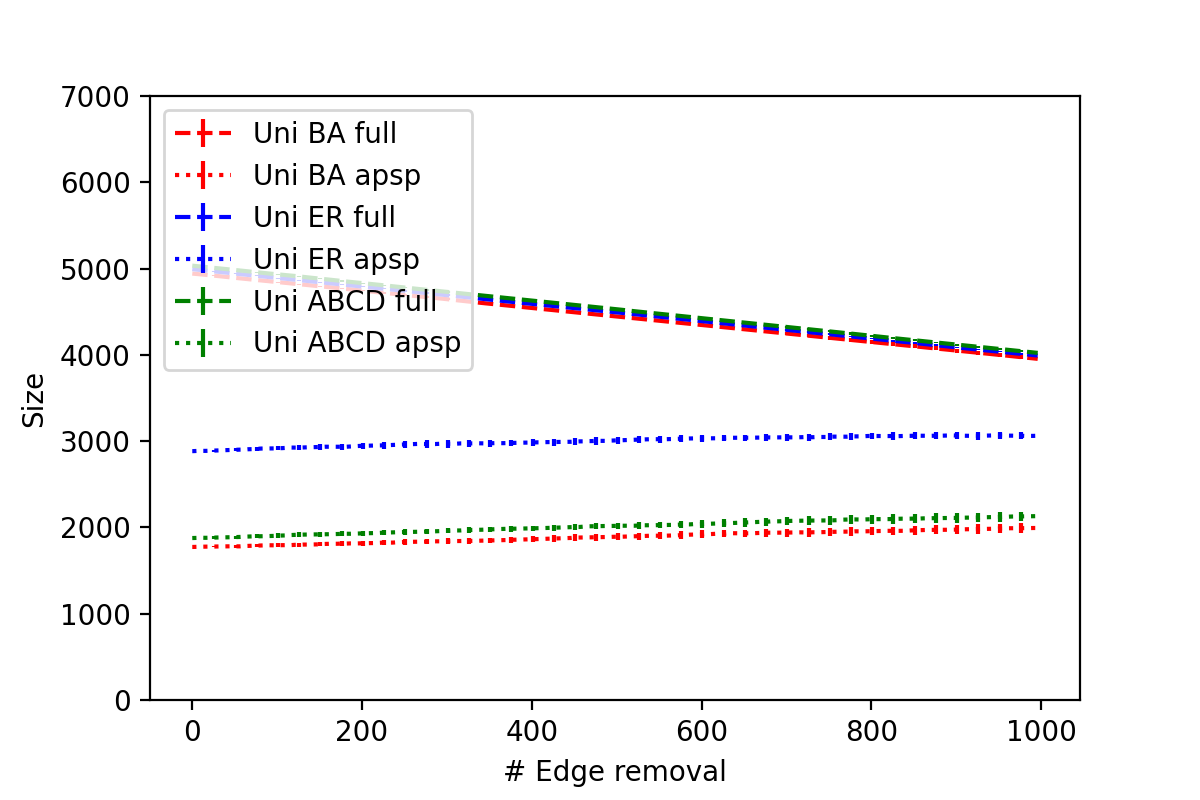 7000
6000
5000
4000
3000
2000
1000
0
Size
Uni BA full
Uni BA apsp
Uni ER full
Uni ER apsp
Uni ABCD full
Uni ABCD apsp
0 200 400 600 800 1000
# Edge removal